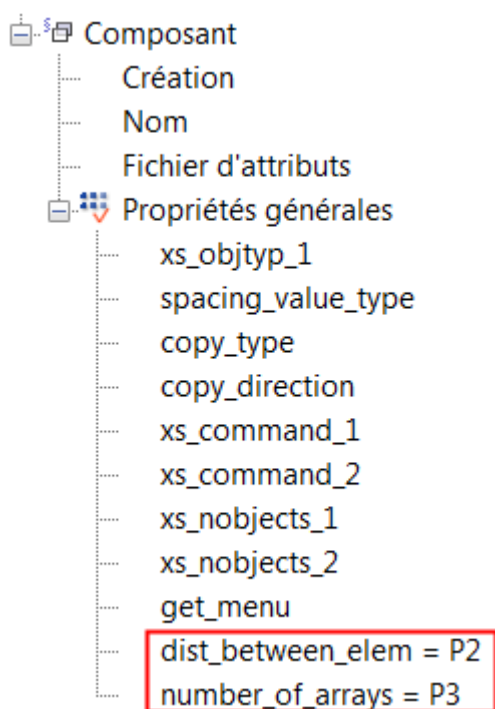 Composant
Création
Nom
Fichier d'attributs
Propriétés générales
xs_objtyp_1
spacing_value_type
copy_type
copy_direction
xs_command_1
xs_command_2
xs_nobjects_1
xs_nobjects_2
get_menu
dist_between_elem = P2
number_of_arrays = P3